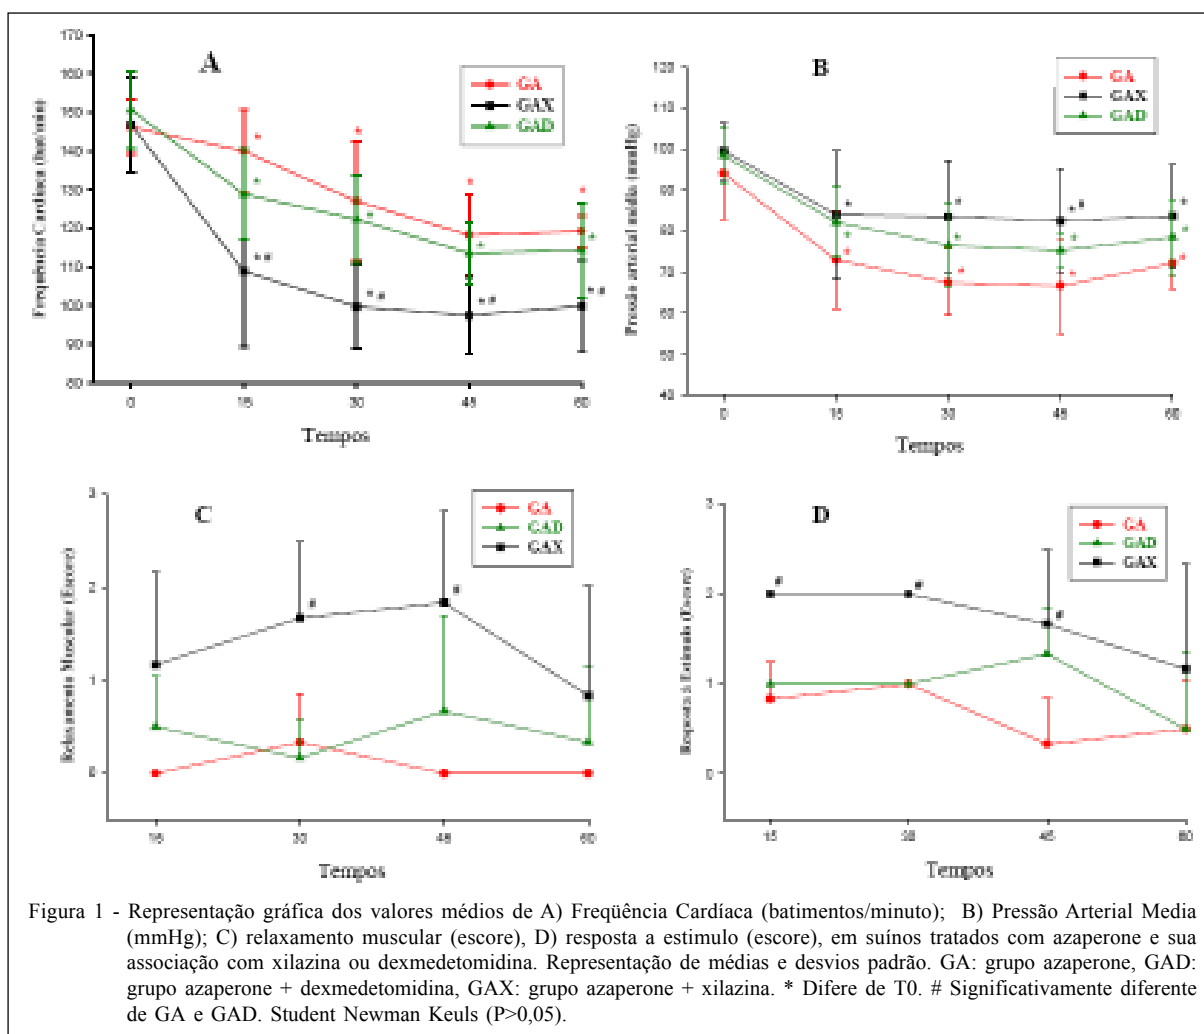 A
GA
GAX
GAD
Frequência Cardíaca (bat/min)
170
160
150
140
130
120
110
100
90
80
0
15
30
45
60
Tempos
B
GA
GAX
GAD
Pressão arterial média (mmHg)
120
100
80
80
70
60
40
0
15
30
45
60
Tempos
C
GA
GAD
GAX
Relaxamento Muscular (Escore)
3
2
1
0
15
30
45
60
Tempos
D
GA
GAD
GAX
Resposta à Estímulo (Escore)
3
2
1
0
15
30
45
60
Tempos
Figura 1 - Representação gráfica dos valores médios de A) Freqüência Cardíaca (batimentos/minuto); B) Pressão Arterial Media
(mmHg); C) relaxamento muscular (escore), D) resposta a estimulo (escore), em suínos tratados com azaperone e sua
associação com xilazina ou dexmedetomidina. Representação de médias e desvios padrão. GA: grupo azaperone, GAD:
grupo azaperone + dexmedetomidina, GAX: grupo azaperone + xilazina. * Difere de T0. # Significativamente diferente
de GA e GAD. Student Newman Keuls (P>0,05).